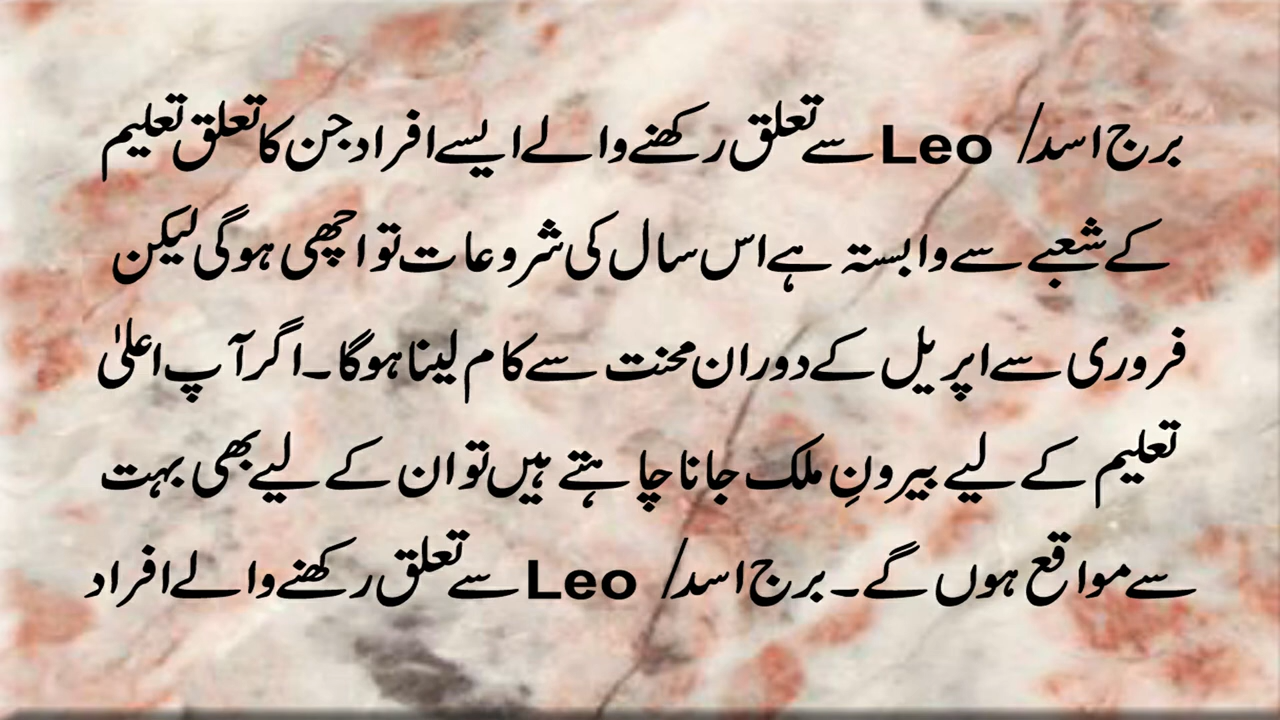 برج اسد/ Leo سے تعلق رکھنے والے ایسے افراد جن کا تعلق تعلیم
کے شعبے سے وابستہ ہے اس سال کی شروعات تو اچھی ہوگی لیکن
فروری سے اپریل کے دوران محنت سے کام لینا ہوگا۔ اگر آپ اعلیٰ
تعلیم کے لیے بیرونِ ملک جانا چاہتے ہیں تو ان کے لیے بھی بہت
سے مواقع ہوں گے۔ برج اسد/ Leo سے تعلق رکھنے والے افراد